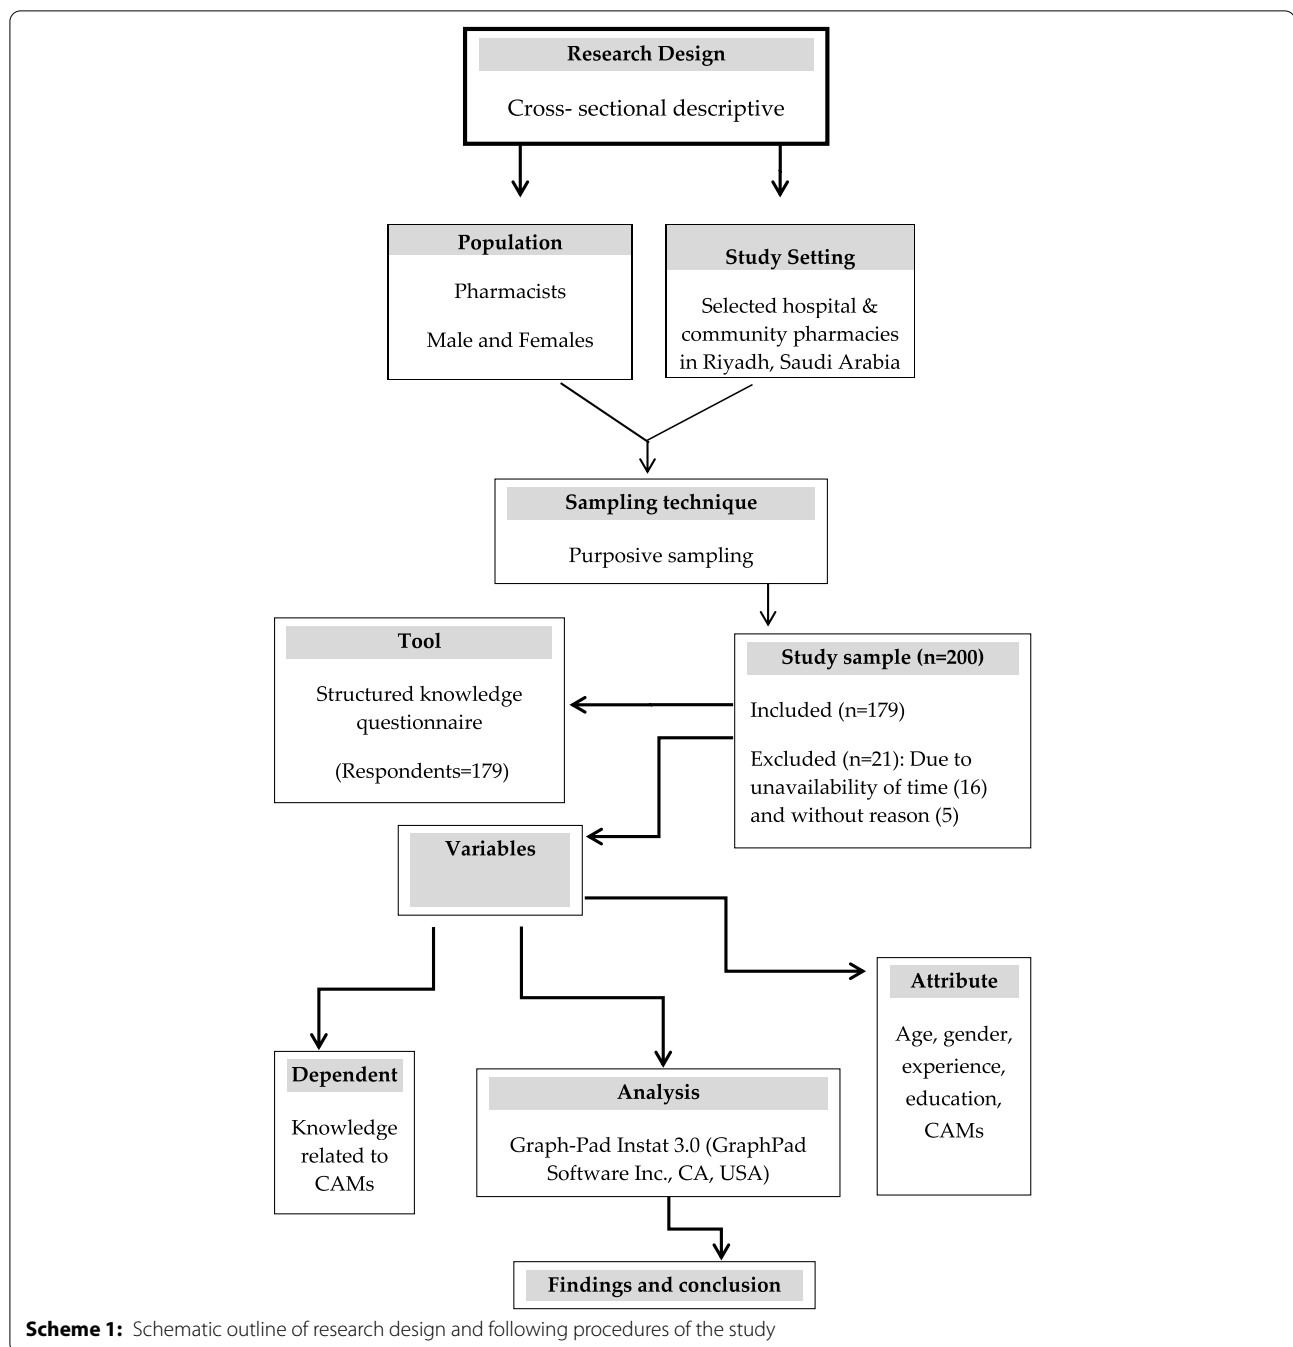 Research Design
Cross- sectional descriptive
Population
Pharmacists
Male and Females
Study Setting
Selected hospital &
community pharmacies
in Riyadh, Saudi Arabia
Sampling technique
Purposive sampling
Tool
Structured knowledge
questionnaire
(Respondents=179)
Study sample (n=200)
Included (n=179)
Excluded (n=21): Due to
unavailability of time (16)
and without reason (5)
Variables
Attribute
Age, gender,
experience,
education,
CAMs
Dependent
Knowledge
related to
CAMs
Analysis
Graph-Pad Instat 3.0 (GraphPad
Software Inc., CA, USA)
Findings and conclusion
Scheme 1: Schematic outline of research design and following procedures of the study